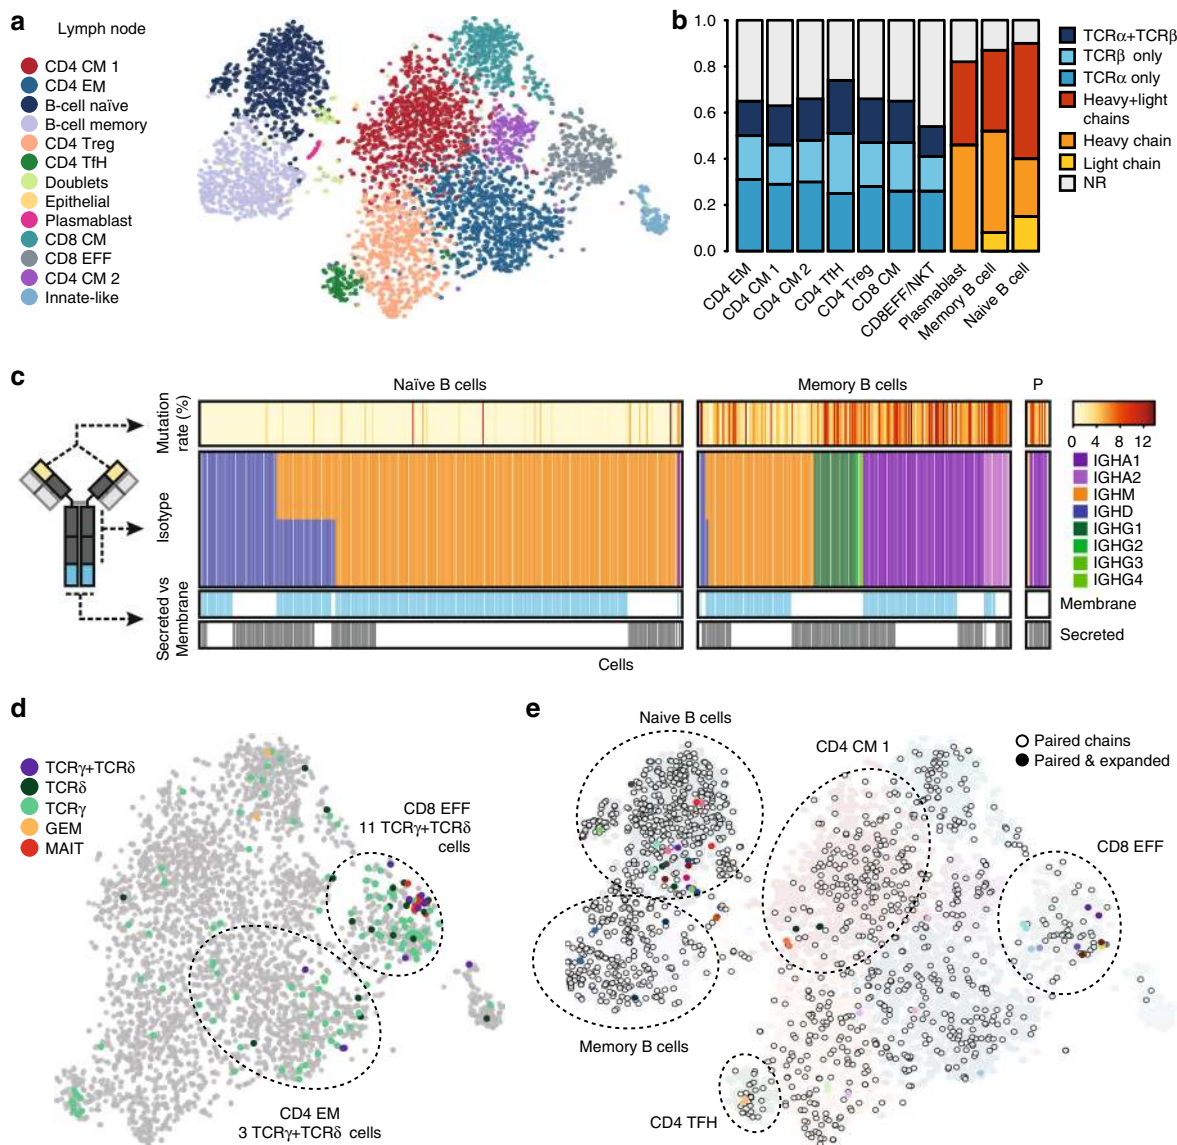 a
Lymph node
CD4 CM 1
CD4 EM
B-cell naïve
B-cell memory
CD4 Treg
CD4 TfH
Doublets
Epithelial
Plasmablast
CD8 CM
CD8 EFF
CD4 CM 2
Innate-like
b
1.0
0.8
0.6
0.4
0.2
0.0
CD4 EM
CD4 CM 1
CD4 CM 2
CD4 TfH
CD4 Treg
CD8 CM
CD8EFF/NKT
Plasmablast
Memory B cell
Naive B cell
TCRα+TCRβ
TCRβ only
TCRα only
Heavy+light
chains
Heavy chain
Light chain
NR
c
Naïve B cells
Memory B cells
P
Mutation
rate (%)
Isotype
Secreted vs
Membrane
Cells
0 4 8 12
IGHA1
IGHA2
IGHM
IGHD
IGHG1
IGHG2
IGHG3
IGHG4
Membrane
Secreted
d
TCRγ+TCRδ
TCRδ
TCRγ
GEM
MAIT
CD8 EFF
11 TCRγ+TCRδ
cells
CD4 EM
3 TCRγ+TCRδ cells
e
Naive B cells
CD4 CM 1
Paired chains
Paired & expanded
CD8 EFF
Memory B cells
CD4 TFH